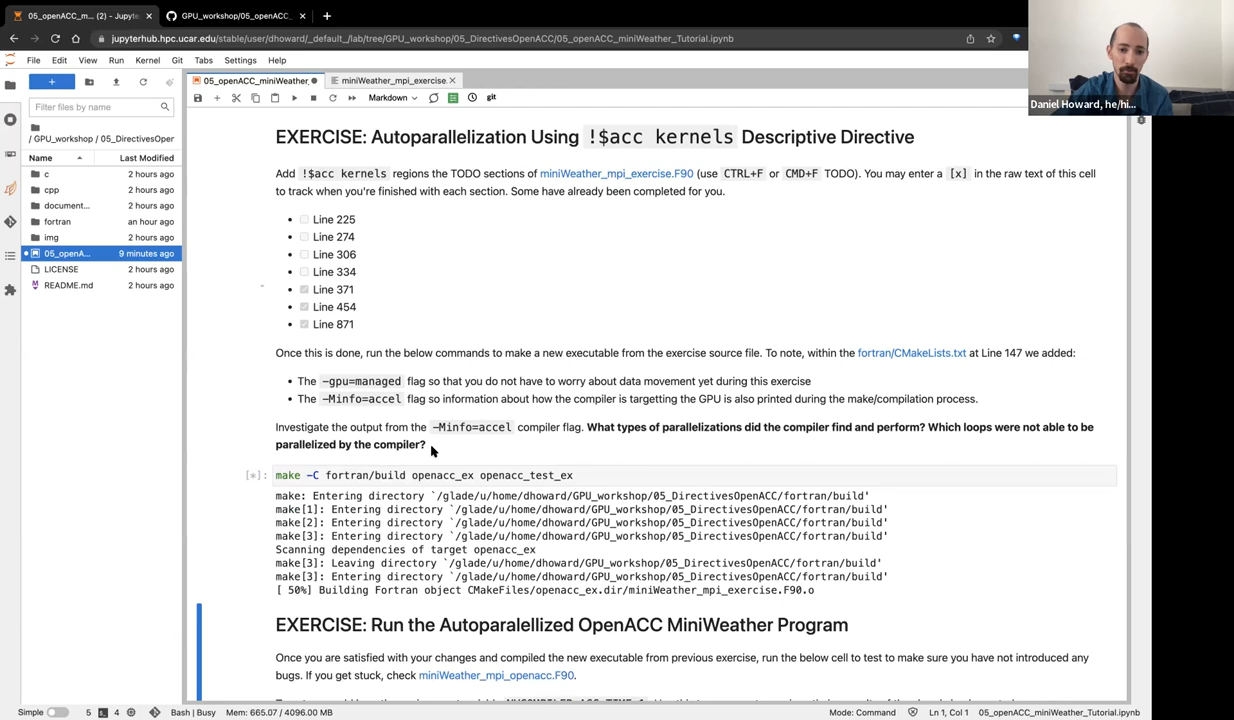 05_openACC_m... (2) - Jupyter
GPU_workshop/05_openACC_
jupyterhub.hpc.ucar.edu/stable/user/dhoward/_default_/lab/tree/GPU_workshop/05_DirectivesOpenACC/05_openACC_miniWeather_Tutorial.ipynb
File Edit View Run Kernel Git Tabs Settings Help
05_openACC_miniWeather_
miniWeather_mpi_exercise.
Markdown
git
Filter files by name
/ GPU_workshop / 05_DirectivesOper
Name Last Modified
c 2 hours ago
cpp 2 hours ago
document... 2 hours ago
fortran an hour ago
img 2 hours ago
05_openA... 9 minutes ago
LICENSE 2 hours ago
README.md 2 hours ago
Daniel Howard, he/hi...
EXERCISE: Autoparallelization Using !$acc kernels Descriptive Directive
Add !$acc kernels regions the TODO sections of miniWeather_mpi_exercise.F90 (use CTRL+F or CMD+F TODO). You may enter a [x] in the raw text of this cell
to track when you're finished with each section. Some have already been completed for you.
Line 225
Line 274
Line 306
Line 334
Line 371
Line 454
Line 871
Once this is done, run the below commands to make a new executable from the exercise source file. To note, within the fortran/CMakeLists.txt at Line 147 we added:
The -gpu=managed flag so that you do not have to worry about data movement yet during this exercise
The -Minfo=accel flag so information about how the compiler is targetting the GPU is also printed during the make/compilation process.
Investigate the output from the -Minfo=accel compiler flag. What types of parallelizations did the compiler find and perform? Which loops were not able to be
parallelized by the compiler?
[*]: make -C fortran/build openacc_ex openacc_test_ex
make: Entering directory `/glade/u/home/dhoward/GPU_workshop/05_DirectivesOpenACC/fortran/build'
make[1]: Entering directory `/glade/u/home/dhoward/GPU_workshop/05_DirectivesOpenACC/fortran/build'
make[2]: Entering directory `/glade/u/home/dhoward/GPU_workshop/05_DirectivesOpenACC/fortran/build'
make[3]: Entering directory `/glade/u/home/dhoward/GPU_workshop/05_DirectivesOpenACC/fortran/build'
Scanning dependencies of target openacc_ex
make[3]: Leaving directory `/glade/u/home/dhoward/GPU_workshop/05_DirectivesOpenACC/fortran/build'
make[3]: Entering directory `/glade/u/home/dhoward/GPU_workshop/05_DirectivesOpenACC/fortran/build'
[ 50%] Building Fortran object CMakeFiles/openacc_ex.dir/miniWeather_mpi_exercise.F90.o
EXERCISE: Run the Autoparalellized OpenACC MiniWeather Program
Once you are satisfied with your changes and compiled the new executable from previous exercise, run the below cell to test to make sure you have not introduced any
bugs. If you get stuck, check miniWeather_mpi_openacc.F90.
Simple 5 4 Bash | Busy Mem: 665.07 / 4096.00 MB Mode: Command Ln 1, Col 1 05_openACC_miniWeather_Tutorial.ipynb